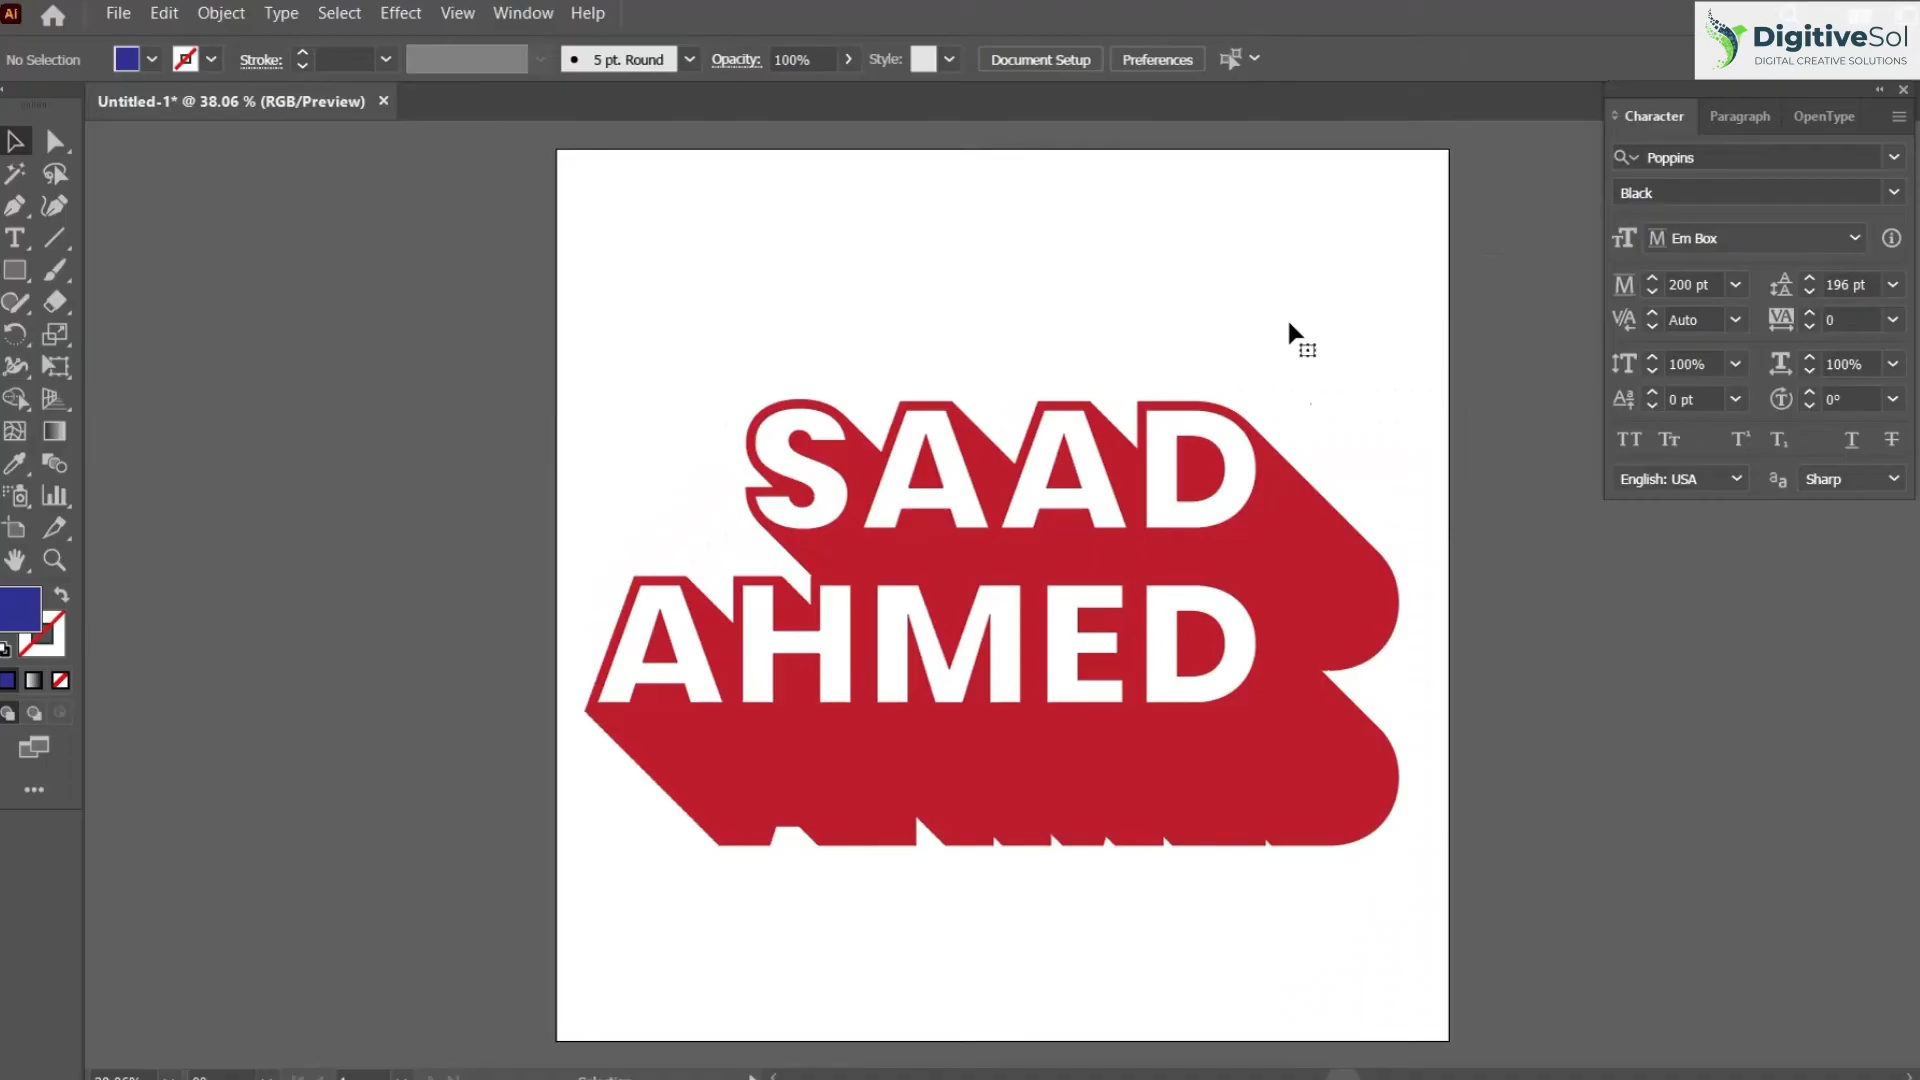 Ai File Edit Object Type Select Effect View Window Help
DigitiveSol
DIGITAL CREATIVE SOLUTIONS
No Selection Stroke: 5 pt. Round Opacity: 100% Style: Document Setup Preferences
Untitled-1* @ 38.06 % (RGB/Preview)
Character Paragraph OpenType
Poppins
Black
Em Box
200 pt 196 pt
Auto 0
100% 100%
0 pt 0°
English: USA Sharp
SAAD
AHMED